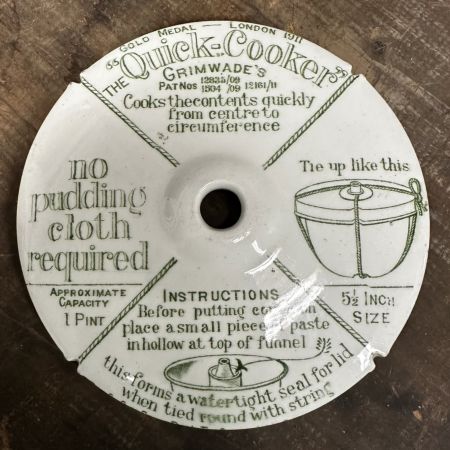 GOLD MEDAL — LONDON 1911
THE "Quick-Cooker"
GRIMWADE'S
PAT NOS 12835/09
1504/09 12161/11
Cooks the contents quickly
from centre to
circumference
no
pudding
cloth
required
APPROXIMATE
CAPACITY
1 PINT
Tie up like this
5½ INCH
SIZE
INSTRUCTIONS
Before putting on
place a small piece of paste
in hollow at top of funnel
this forms a watertight seal for lid
when tied round with string